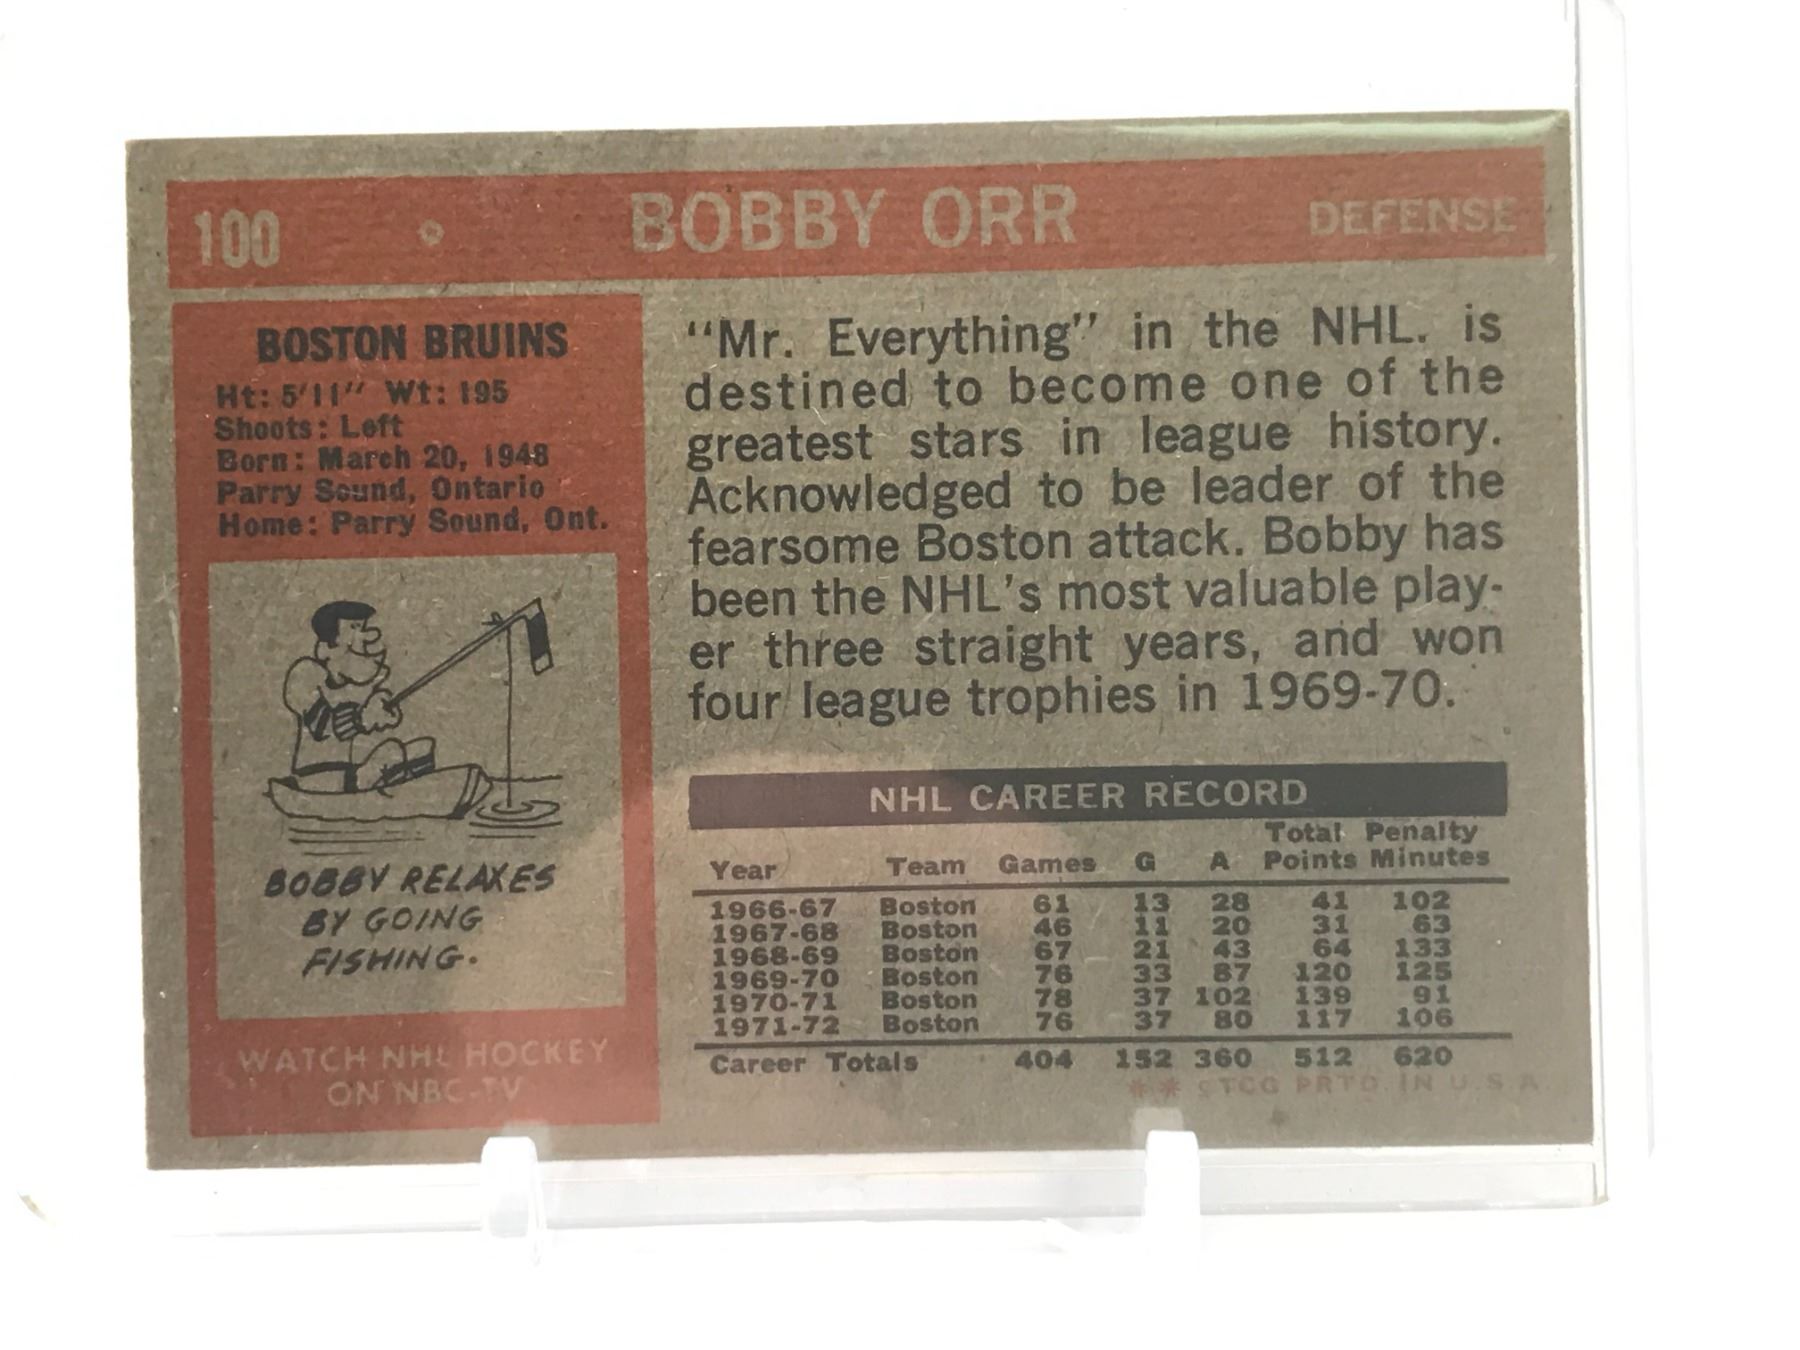 100 BOBBY ORR DEFENSE
BOSTON BRUINS
Ht: 5'11" Wt: 195
Shoots: Left
Born: March 20, 1948
Parry Sound, Ontario
Home: Parry Sound, Ont.
BOBBY RELAXES
BY GOING
FISHING.
WATCH NHL HOCKEY
ON NBC-TV
"Mr. Everything" in the NHL. is
destined to become one of the
greatest stars in league history.
Acknowledged to be leader of the
fearsome Boston attack. Bobby has
been the NHL's most valuable play-
er three straight years, and won
four league trophies in 1969-70.
NHL CAREER RECORD
Total Penalty
Year Team Games G A Points Minutes
1966-67 Boston 61 13 28 41 102
1967-68 Boston 46 11 20 31 63
1968-69 Boston 67 21 43 64 133
1969-70 Boston 76 33 87 120 125
1970-71 Boston 78 37 102 139 91
1971-72 Boston 76 37 80 117 106
Career Totals 404 152 360 512 620
** ©TCG PRTD. IN U.S.A.